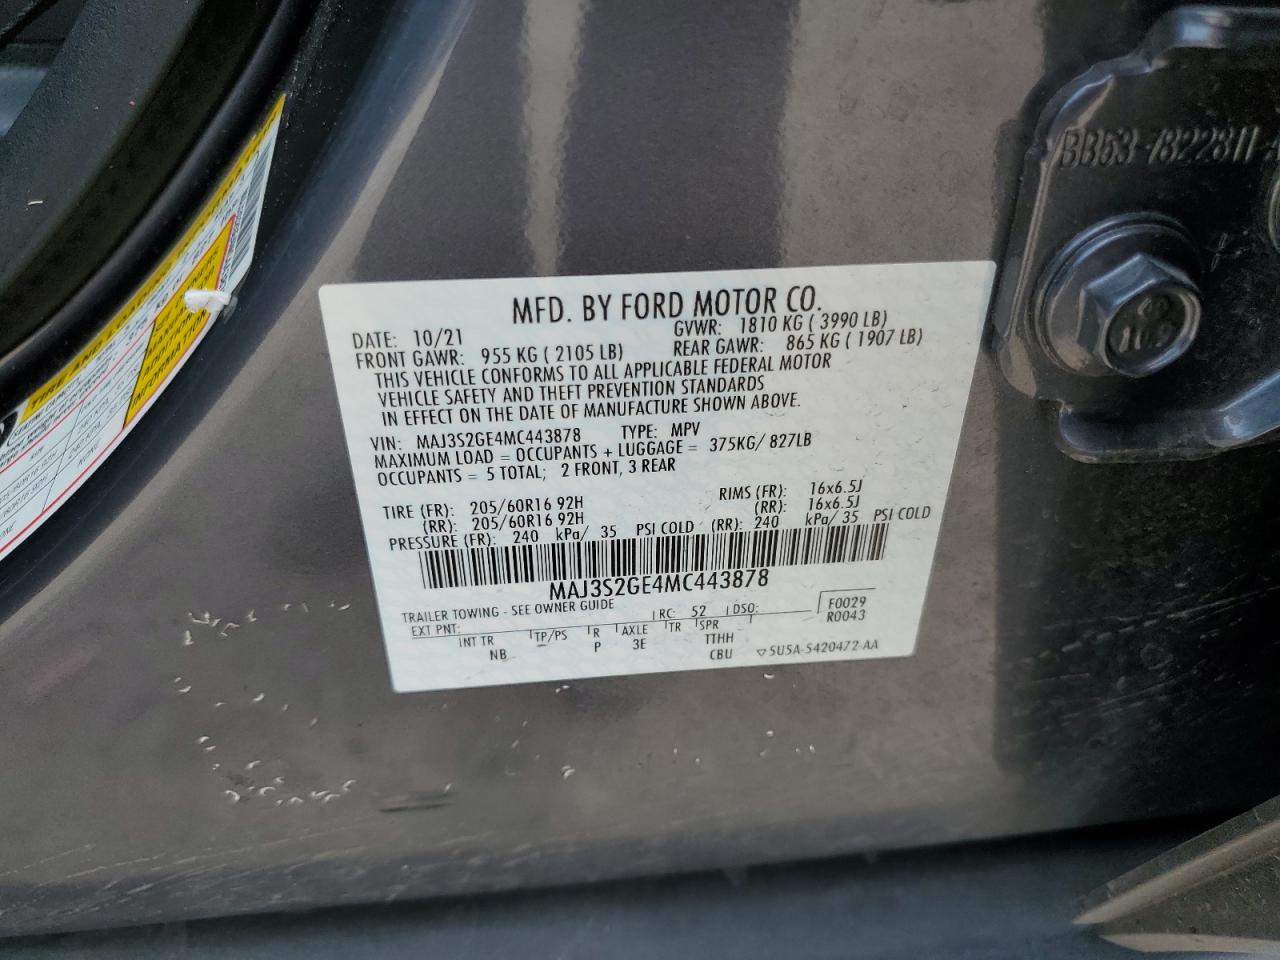 MFD. BY FORD MOTOR CO.
DATE: 10/21 GVWR: 1810 KG ( 3990 LB)
FRONT GAWR: 955 KG ( 2105 LB) REAR GAWR: 865 KG ( 1907 LB)
THIS VEHICLE CONFORMS TO ALL APPLICABLE FEDERAL MOTOR
VEHICLE SAFETY AND THEFT PREVENTION STANDARDS
IN EFFECT ON THE DATE OF MANUFACTURE SHOWN ABOVE.
VIN: MAJ3S2GE4MC443878 TYPE: MPV
MAXIMUM LOAD = OCCUPANTS + LUGGAGE = 375KG/ 827LB
OCCUPANTS = 5 TOTAL; 2 FRONT, 3 REAR
TIRE (FR): 205/60R16 92H RIMS (FR): 16x6.5J
(RR): 205/60R16 92H (RR): 16x6.5J
PRESSURE (FR): 240 kPa/ 35 PSI COLD (RR): 240 kPa/ 35 PSI COLD
MAJ3S2GE4MC443878
TRAILER TOWING - SEE OWNER GUIDE
EXT PNT: RC: 52 DSO: F0029
R0043
INT TR TP/PS R AXLE TR SPR
NB P 3E TTHH
CBU ▽5U5A-5420472-AA
TIRE AND LOADING INFORMATION
10.9